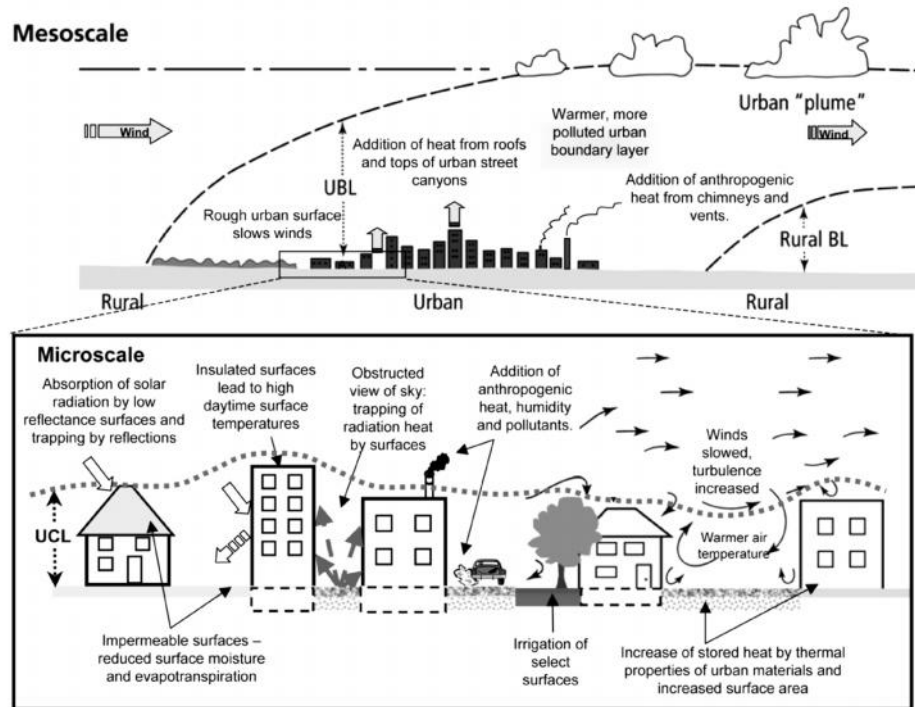 Mesoscale
Wind
Urban "plume"
Wind
Warmer, more
polluted urban
boundary layer
Addition of heat from roofs
and tops of urban street
canyons
UBL
Addition of anthropogenic
heat from chimneys and
vents.
Rough urban surface
slows winds
Rural BL
Rural
Urban
Rural
Microscale
Absorption of solar
radiation by low
reflectance surfaces and
trapping by reflections
Insulated surfaces
lead to high
daytime surface
temperatures
Obstructed
view of sky:
trapping of
radiation heat
by surfaces
Addition of
anthropogenic
heat, humidity
and pollutants.
Winds
slowed,
turbulence
increased
UCL
Warmer air
temperature
Impermeable surfaces –
reduced surface moisture
and evapotranspiration
Irrigation of
select
surfaces
Increase of stored heat by thermal
properties of urban materials and
increased surface area